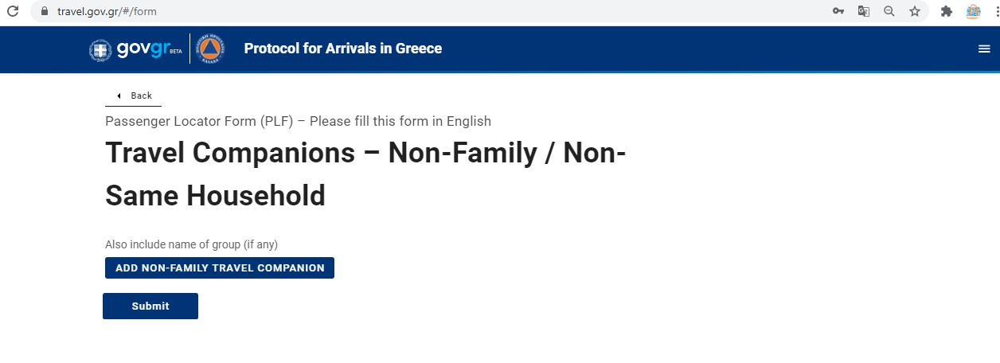 travel.gov.gr/#/form
govgr BETA
Protocol for Arrivals in Greece
Back
Passenger Locator Form (PLF) – Please fill this form in English
Travel Companions – Non-Family / Non-
Same Household
Also include name of group (if any)
ADD NON-FAMILY TRAVEL COMPANION
Submit